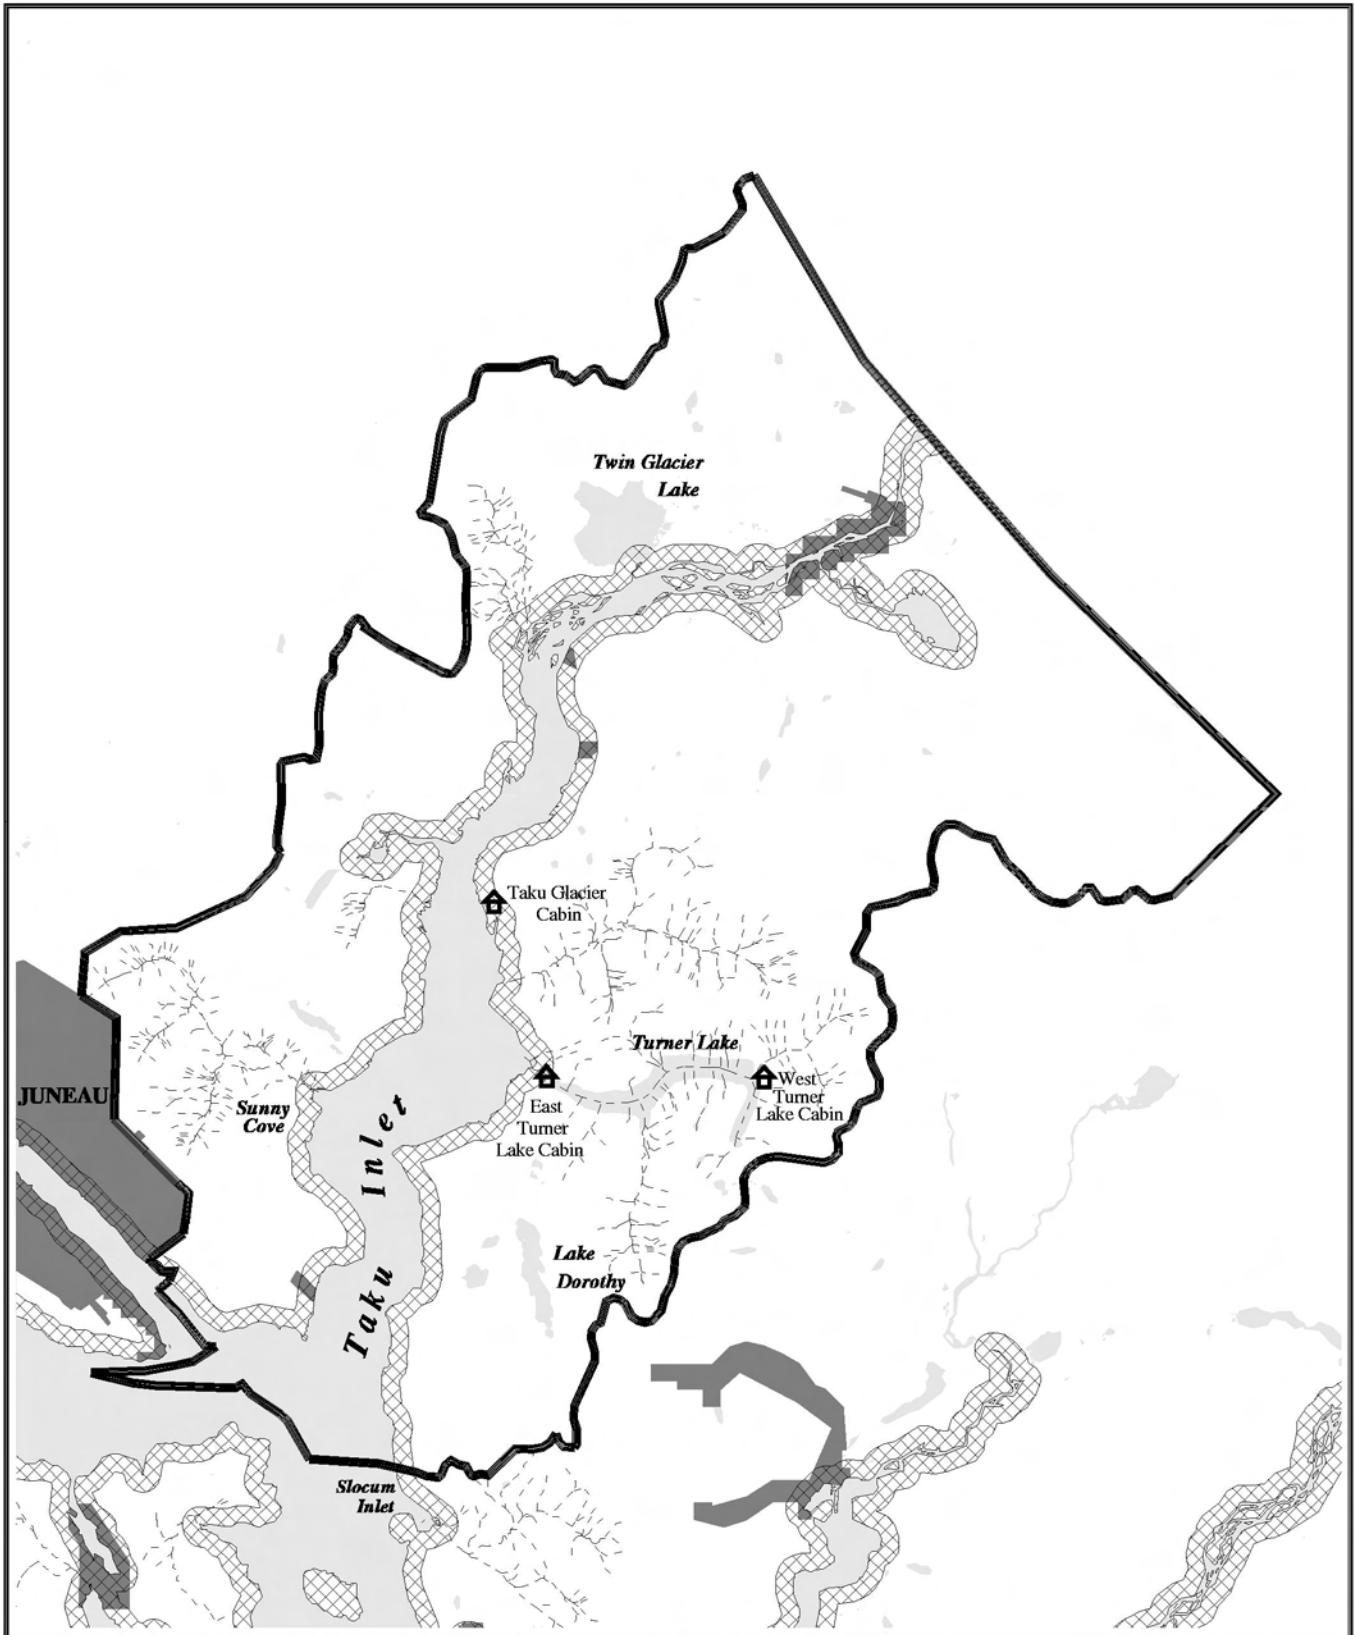 Twin Glacier
Lake
Taku Glacier
Cabin
Turner Lake
JUNEAU
Sunny
Cove
West
Turner
Lake Cabin
East
Turner
Lake Cabin
Taku Inlet
Lake
Dorothy
Slocum
Inlet